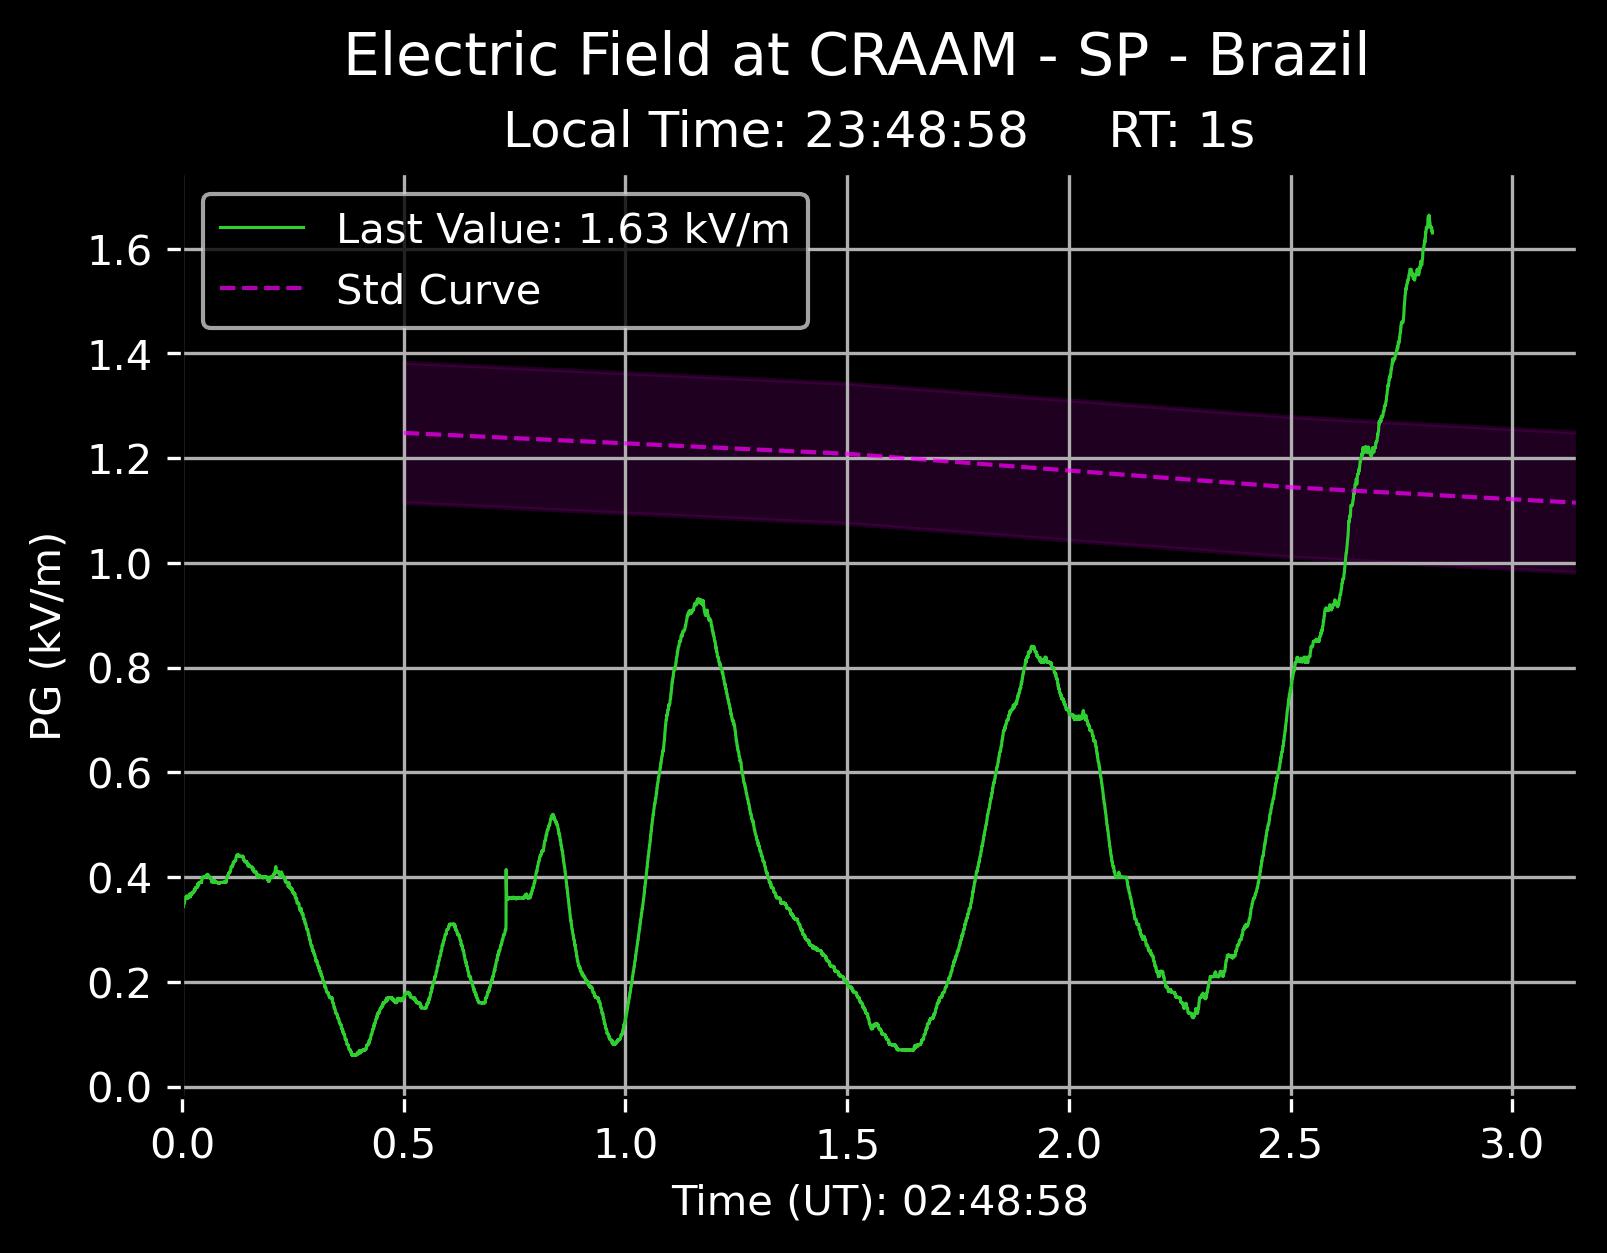 Electric Field at CRAAM - SP - Brazil
Local Time: 23:48:58 RT: 1s
Last Value: 1.63 kV/m
Std Curve
PG (kV/m)
1.6
1.4
1.2
1.0
0.8
0.6
0.4
0.2
0.0
0.0 0.5 1.0 1.5 2.0 2.5 3.0
Time (UT): 02:48:58